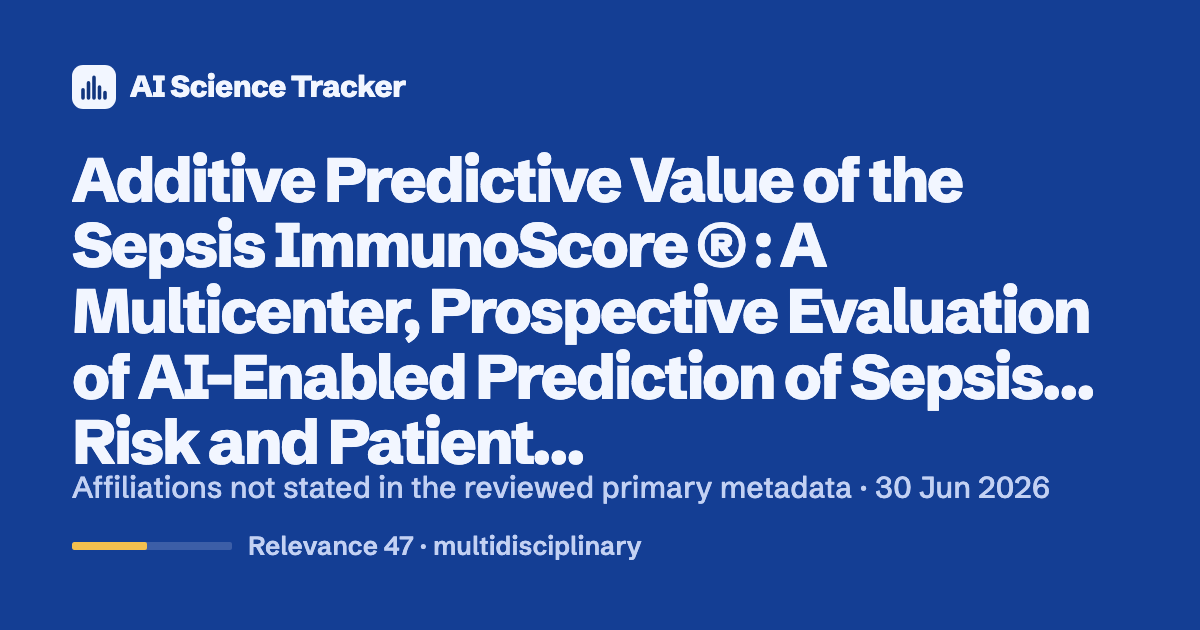 AI Science Tracker
Additive Predictive Value of the
Sepsis ImmunoScore ® : A
Multicenter, Prospective Evaluation
of AI-Enabled Prediction of Sepsis…
Risk and Patient…
Affiliations not stated in the reviewed primary metadata · 30 Jun 2026
Relevance 47 · multidisciplinary